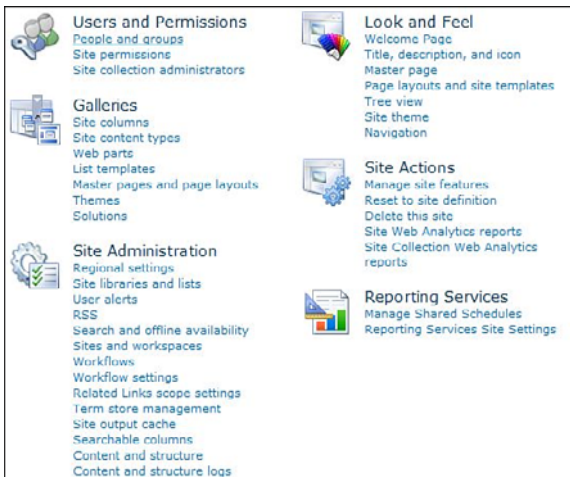 Users and Permissions
People and groups
Site permissions
Site collection administrators
Galleries
Site columns
Site content types
Web parts
List templates
Master pages and page layouts
Themes
Solutions
Site Administration
Regional settings
Site libraries and lists
User alerts
RSS
Search and offline availability
Sites and workspaces
Workflows
Workflow settings
Related Links scope settings
Term store management
Site output cache
Searchable columns
Content and structure
Content and structure logs
Look and Feel
Welcome Page
Title, description, and icon
Master page
Page layouts and site templates
Tree view
Site theme
Navigation
Site Actions
Manage site features
Reset to site definition
Delete this site
Site Web Analytics reports
Site Collection Web Analytics
reports
Reporting Services
Manage Shared Schedules
Reporting Services Site Settings